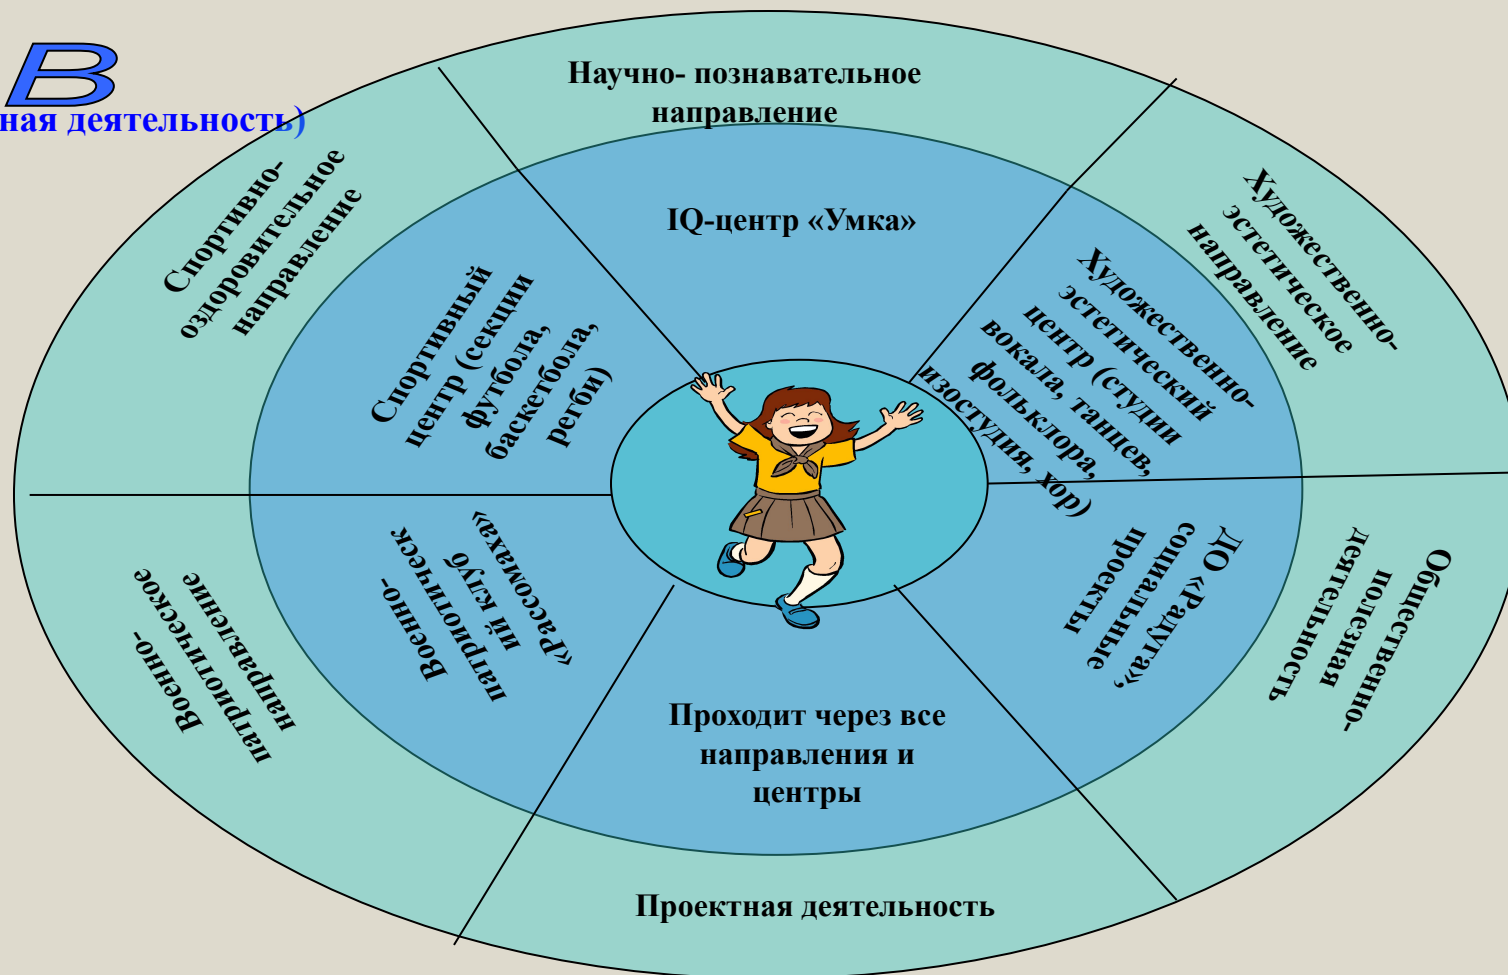 В
ная деятельность)
Научно- познавательное
направление
Спортивно-
оздоровительное
направление
Художественно-
эстетическое
направление
IQ-центр «Умка»
Спортивный
центр (секции
футбола,
баскетбола,
регби)
Художественно-
эстетический
центр (студии
вокала, танцев,
фольклора,
изостудия, хор)
Военно-
патриотическое
направление
Военно-
патриотическ
ий клуб
«Рассомаха»
ДО «Радуга»,
социальные
проекты
Общественно-
полезная
деятельность
Проходит через все
направления и
центры
Проектная деятельность